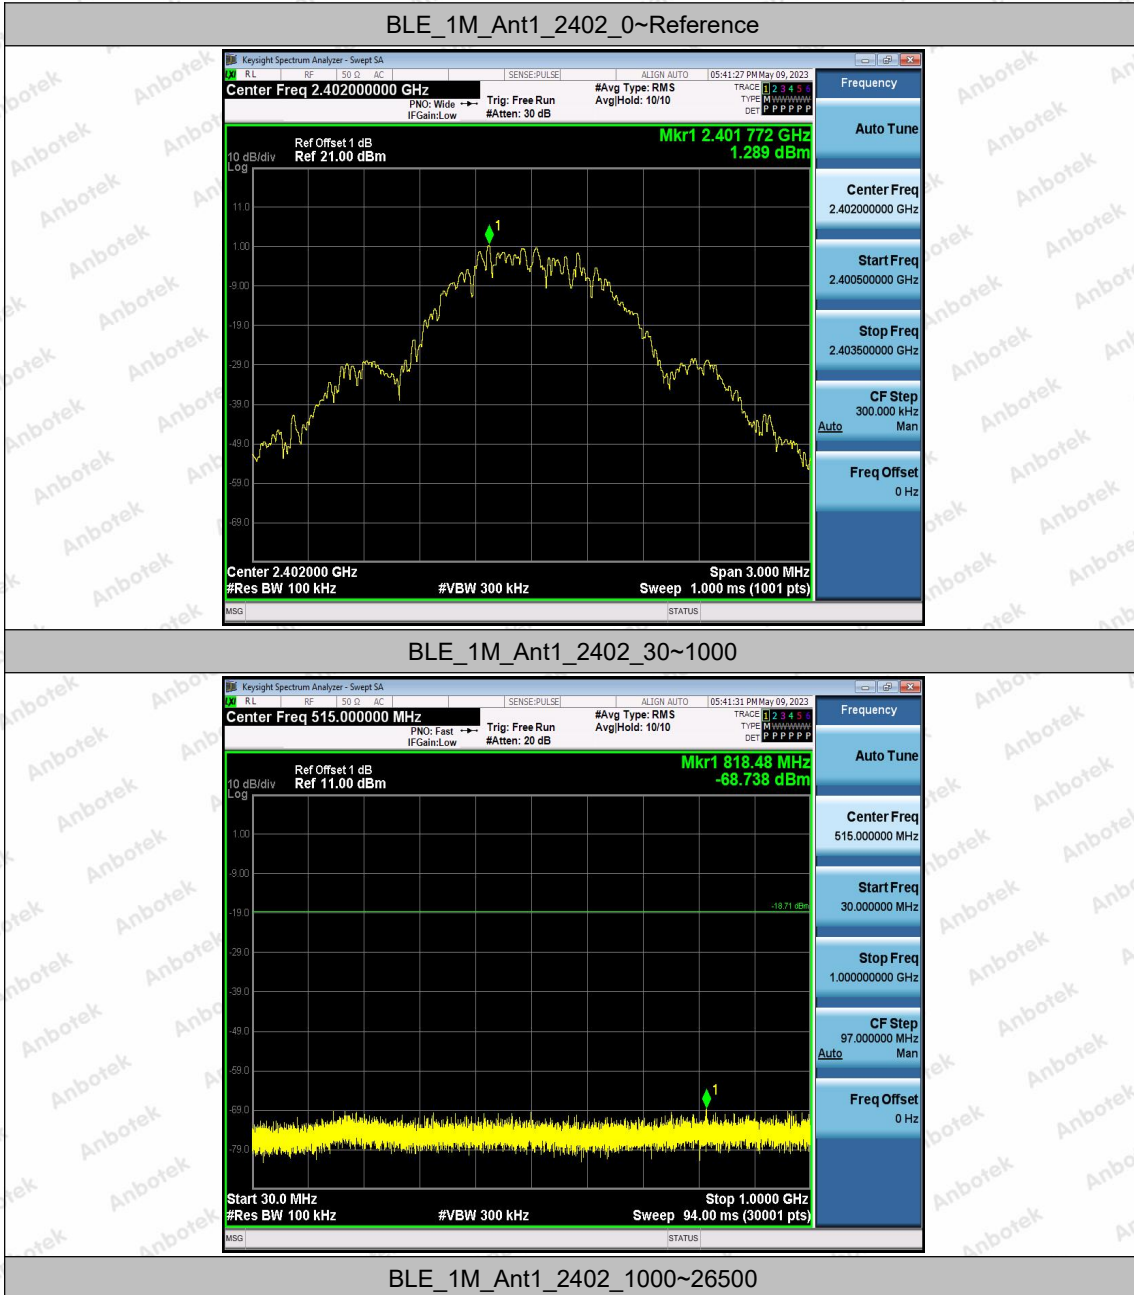 BLE_1M_Ant1_2402_0~Reference
Keysight Spectrum Analyzer - Swept SA
LXI RL RF 50 Ω AC SENSE:PULSE ALIGN AUTO 05:41:27 PM May 09, 2023
Center Freq 2.402000000 GHz
PNO: Wide
IFGain:Low
Trig: Free Run
#Atten: 30 dB
#Avg Type: RMS
Avg|Hold: 10/10
TRACE 1 2 3 4 5 6
TYPE M WWWWW
DET P P P P P P
Ref Offset 1 dB
10 dB/div Ref 21.00 dBm
Log
Mkr1 2.401 772 GHz
1.289 dBm
1
11.0
1.00
-9.00
-19.0
-29.0
-39.0
-49.0
-59.0
-69.0
Center 2.402000 GHz Span 3.000 MHz
#Res BW 100 kHz #VBW 300 kHz Sweep 1.000 ms (1001 pts)
MSG STATUS
Frequency
Auto Tune
Center Freq
2.402000000 GHz
Start Freq
2.400500000 GHz
Stop Freq
2.403500000 GHz
CF Step
300.000 kHz
Auto Man
Freq Offset
0 Hz
BLE_1M_Ant1_2402_30~1000
Keysight Spectrum Analyzer - Swept SA
LXI RL RF 50 Ω AC SENSE:PULSE ALIGN AUTO 05:41:31 PM May 09, 2023
Center Freq 515.000000 MHz
PNO: Fast
IFGain:Low
Trig: Free Run
#Atten: 20 dB
#Avg Type: RMS
Avg|Hold: 10/10
TRACE 1 2 3 4 5 6
TYPE M WWWWW
DET P P P P P P
Ref Offset 1 dB
10 dB/div Ref 11.00 dBm
Log
Mkr1 818.48 MHz
-68.738 dBm
1.00
-9.00
-19.0
-18.71 dBm
-29.0
-39.0
-49.0
-59.0
1
-69.0
-79.0
Start 30.0 MHz Stop 1.0000 GHz
#Res BW 100 kHz #VBW 300 kHz Sweep 94.00 ms (30001 pts)
MSG STATUS
Frequency
Auto Tune
Center Freq
515.000000 MHz
Start Freq
30.000000 MHz
Stop Freq
1.000000000 GHz
CF Step
97.000000 MHz
Auto Man
Freq Offset
0 Hz
BLE_1M_Ant1_2402_1000~26500
Anbotek